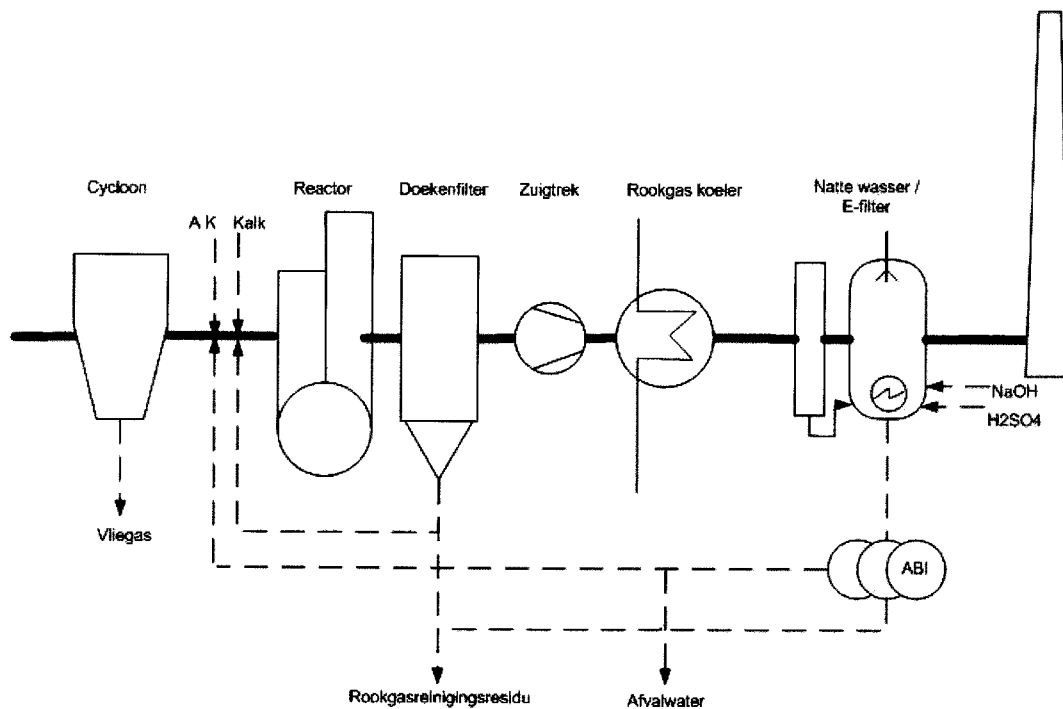 Cycloon
Reactor
Doekenfilter
Zuigtrek
Rookgas koeler
Natte wasser /
E-filter
A K
Kalk
NaOH
H2SO4
Vliegas
ABI
Rookgasreinigingsresidu
Afvalwater